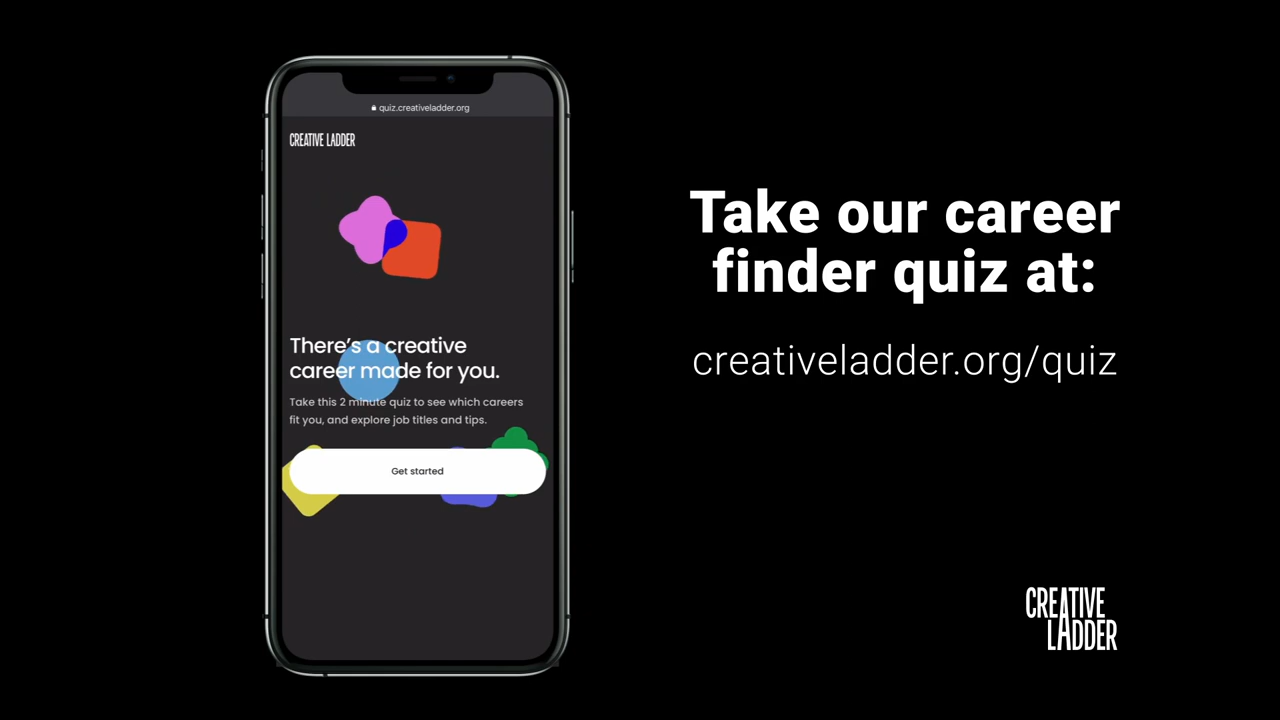 quiz.creativeladder.org
CREATIVE LADDER
There's a creative
career made for you.
Take this 2 minute quiz to see which careers
fit you, and explore job titles and tips.
Get started
Take our career
finder quiz at:
creativeladder.org/quiz
CREATIVE
LADDER